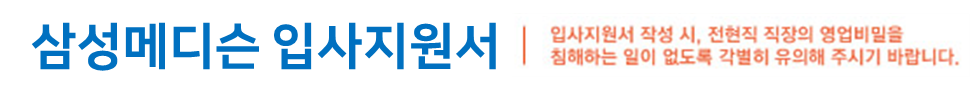 삼성메디슨 입사지원서
입사지원서 작성 시, 전현직 직장의 영업비밀을
침해하는 일이 없도록 각별히 유의해 주시기 바랍니다.